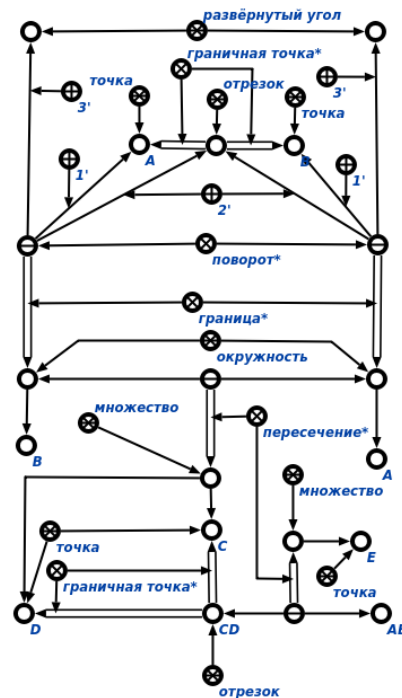 развёрнутый угол
граничная точка*
точка
отрезок
3'
3'
точка
A
B
1'
1'
2'
поворот*
граница*
окружность
множество
пересечение*
B
A
множество
C
E
точка
граничная точка*
точка
D
CD
AB
отрезок